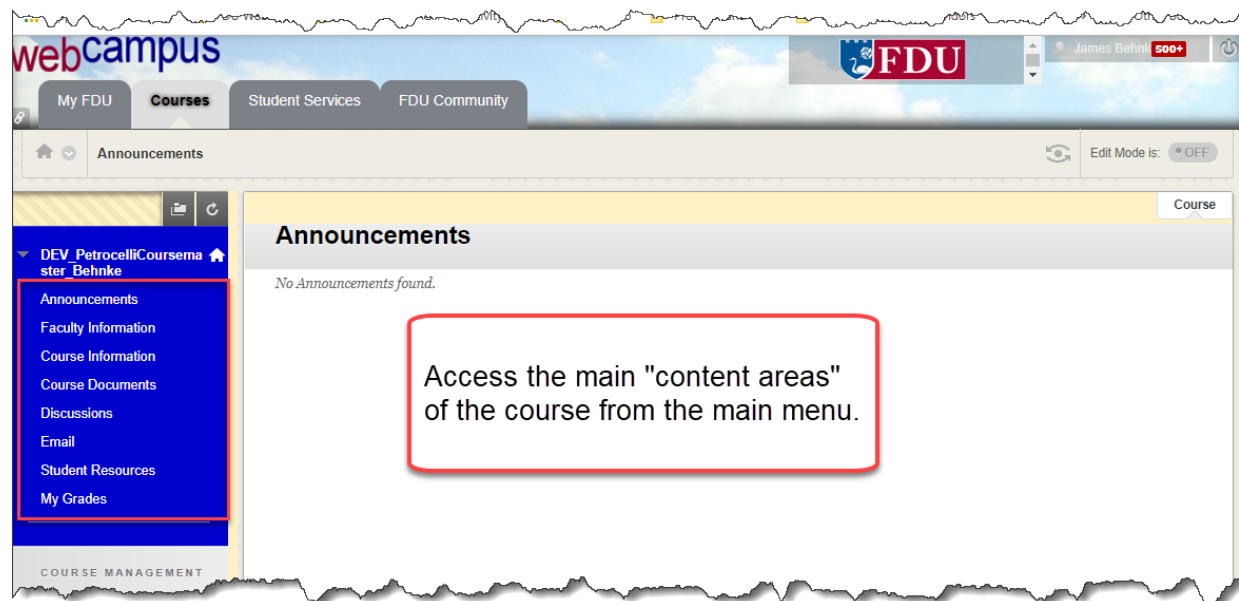 webcampus
FDU
James Behnk 500+
My FDU
Courses
Student Services
FDU Community
Announcements
Edit Mode is: OFF
Course
DEV_PetrocelliCoursema
ster_Behnke
Announcements
Faculty Information
Course Information
Course Documents
Discussions
Email
Student Resources
My Grades
COURSE MANAGEMENT
Announcements
No Announcements found.
Access the main "content areas"
of the course from the main menu.